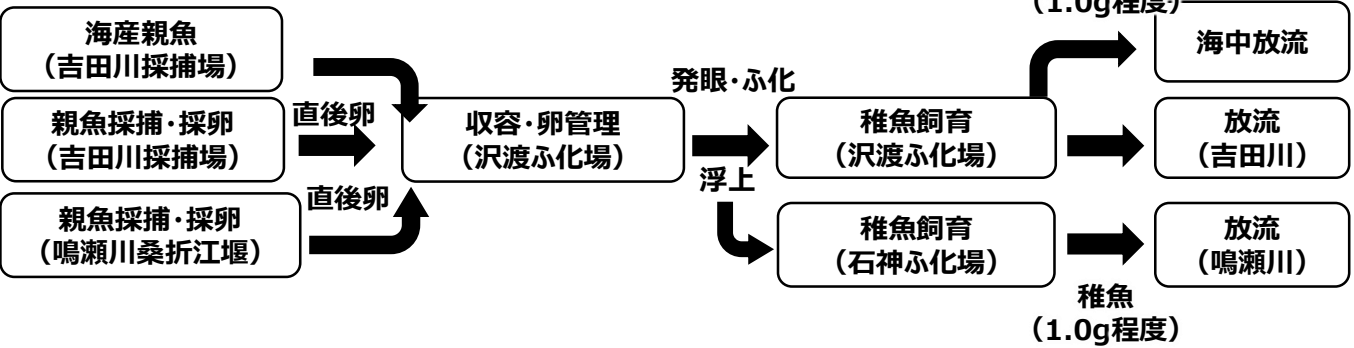 （1.0g程度）
海産親魚
（吉田川採捕場）
海中放流
発眼・ふ化
直後卵
親魚採捕・採卵
（吉田川採捕場）
収容・卵管理
（沢渡ふ化場）
稚魚飼育
（沢渡ふ化場）
放流
（吉田川）
浮上
直後卵
親魚採捕・採卵
（鳴瀬川桑折江堰）
稚魚飼育
（石神ふ化場）
放流
（鳴瀬川）
稚魚
（1.0g程度）